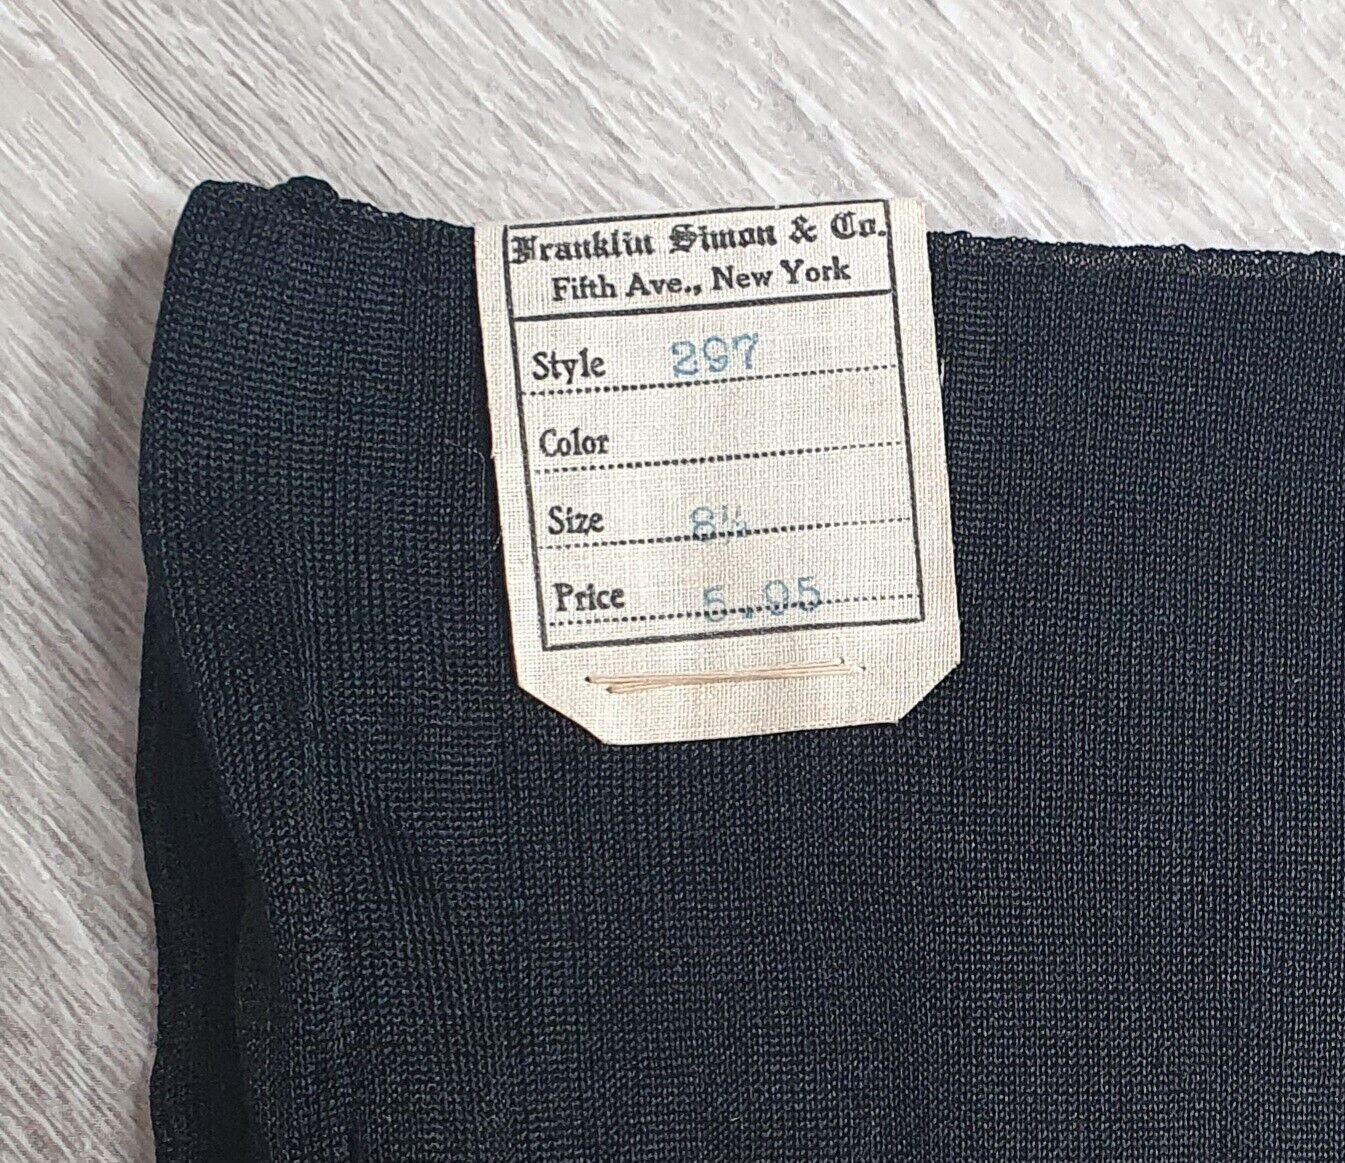 Franklin Simon & Co.
Fifth Ave., New York
Style 297
Color
Size 8½
Price 5.95